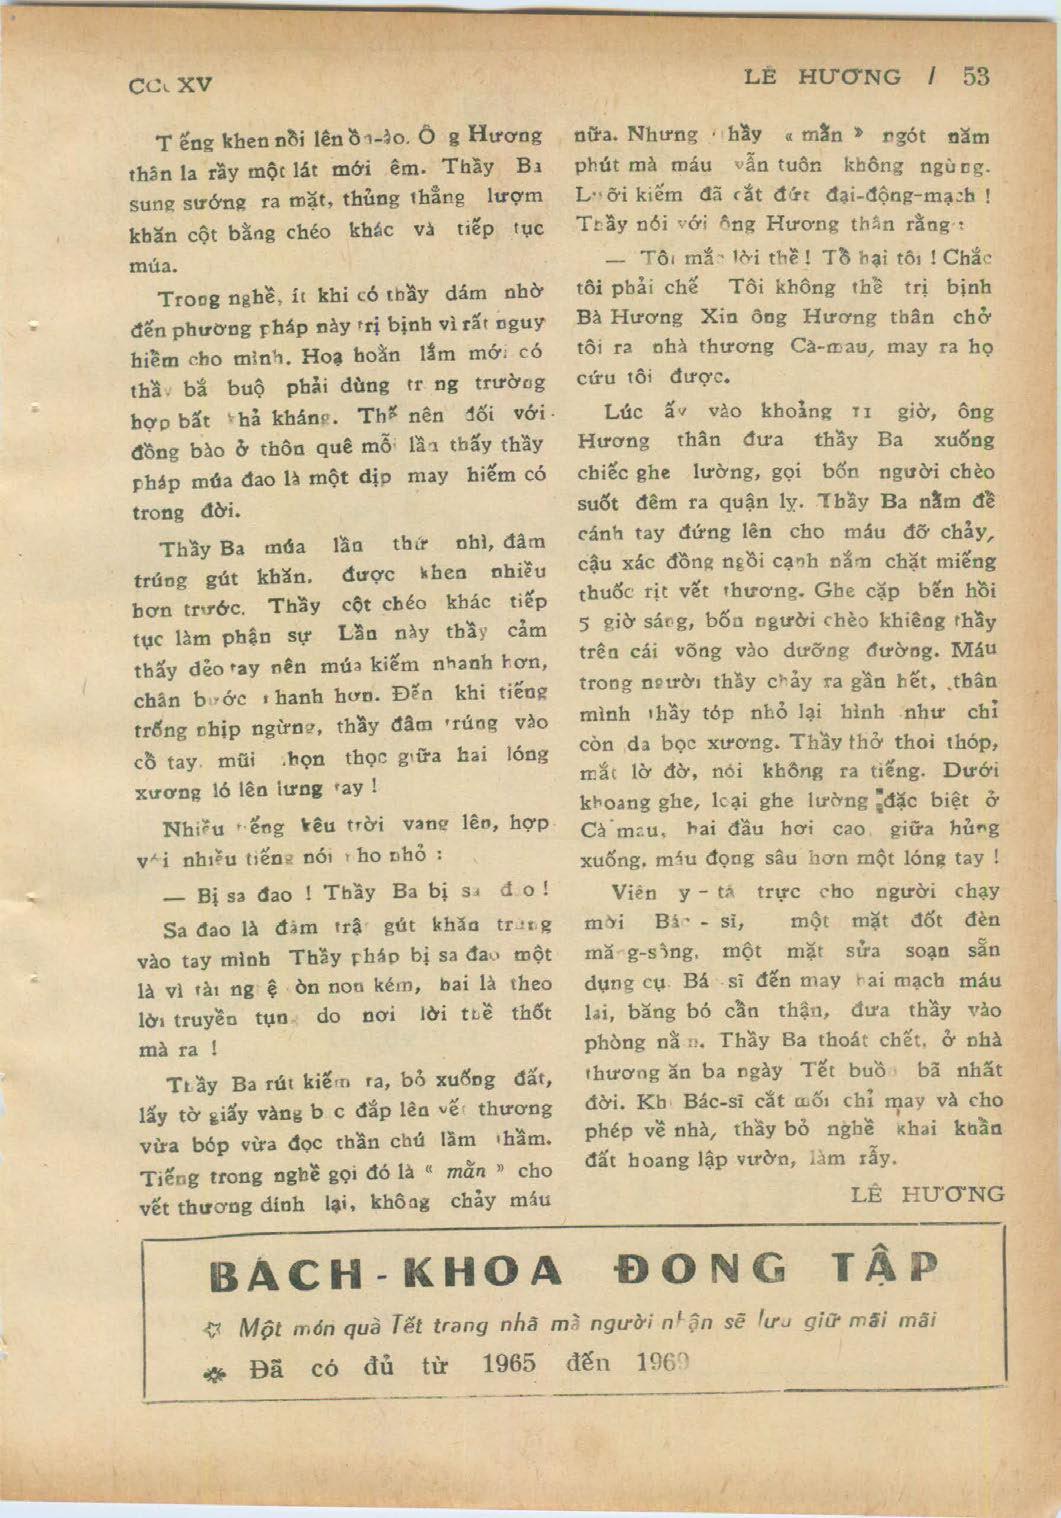 XV
LÊ HƯƠNG / 53
Tiếng khen nổi lên ồn-ào. Ông Hương
thân la rầy một lát mới êm. Thầy Ba
sung sướng ra mặt, thủng thẳng lượm
khăn cột bằng chéo khác và tiếp tục
múa.
Trong nghề, ít khi có thầy dám nhờ
đến phương pháp này trị bịnh vì rất nguy
hiểm cho mình. Hoạ hoằn lắm mới có
thầy bắt buộc phải dùng trong trường
hợp bất khả kháng. Thế nên đối với
đồng bào ở thôn quê mỗi lần thấy thầy
pháp múa đao là một dịp may hiếm có
trong đời.
Thầy Ba múa lần thứ nhì, đâm
trúng gút khăn, được khen nhiều
hơn trước. Thầy cột chéo khác tiếp
tục làm phận sự Lần này thầy cảm
thấy dẻo tay nên múa kiếm nhanh hơn,
chân bước nhanh hơn. Đến khi tiếng
trống nhịp ngừng, thầy đâm trúng vào
cổ tay, mũi nhọn thọc giữa hai lóng
xương ló lên lưng tay !
Nhiều tiếng kêu trời vang lên, hợp
với nhiều tiếng nói nho nhỏ :
— Bị sa đao ! Thầy Ba bị sa đao !
Sa đao là đâm trật gút khăn trúng
vào tay mình Thầy pháp bị sa đao một
là vì tài nghệ còn non kém, hai là theo
lời truyền tụng do nơi lời thề thốt
mà ra !
Thầy Ba rút kiếm ra, bỏ xuống đất,
lấy tờ giấy vàng bạc đắp lên vết thương
vừa bóp vừa đọc thần chú lầm thầm.
Tiếng trong nghề gọi đó là « mằn » cho
vết thương dính lại, không chảy máu
nữa. Nhưng thầy « mằn » ngót năm
phút mà máu vẫn tuôn không ngừng.
Lưỡi kiếm đã cắt đứt đại-động-mạch !
Thầy nói với ông Hương thân rằng :
— Tôi mắc lời thề ! Tổ hại tôi ! Chắc
tôi phải chế Tôi không thể trị bịnh
Bà Hương Xin ông Hương thân chở
tôi ra nhà thương Cà-mau, may ra họ
cứu tôi được.
Lúc ấy vào khoảng 11 giờ, ông
Hương thân đưa thầy Ba xuống
chiếc ghe lường, gọi bốn người chèo
suốt đêm ra quận lỵ. Thầy Ba nằm để
cánh tay đứng lên cho máu đỡ chảy,
cậu xác đồng ngồi cạnh nắm chặt miếng
thuốc rịt vết thương. Ghe cặp bến hồi
5 giờ sáng, bốn người chèo khiêng thầy
trên cái võng vào dưỡng đường. Máu
trong người thầy chảy ra gần hết, thân
mình thầy tóp nhỏ lại hình như chỉ
còn da bọc xương. Thầy thở thoi thóp,
mắt lờ đờ, nói không ra tiếng. Dưới
khoang ghe, loại ghe lường đặc biệt ở
Cà mau, hai đầu hơi cao giữa hủng
xuống, máu đọng sâu hơn một lóng tay !
Viên y - tá trực cho người chạy
mời Bác - sĩ, một mặt đốt đèn
măng-sông, một mặt sửa soạn sẵn
dụng cụ. Bác sĩ đến may hai mạch máu
lại, băng bó cẩn thận, đưa thầy vào
phòng nằm. Thầy Ba thoát chết, ở nhà
thương ăn ba ngày Tết buồn bã nhất
đời. Khi Bác-sĩ cắt mối chỉ may và cho
phép về nhà, thầy bỏ nghề khai khẩn
đất hoang lập vườn, làm rẫy.
LÊ HƯƠNG
BÁCH - KHOA ĐONG TẬP
Một món quà Tết trang nhã mà người nhận sẽ lưu giữ mãi mãi
Đã có đủ từ 1965 đến 1969